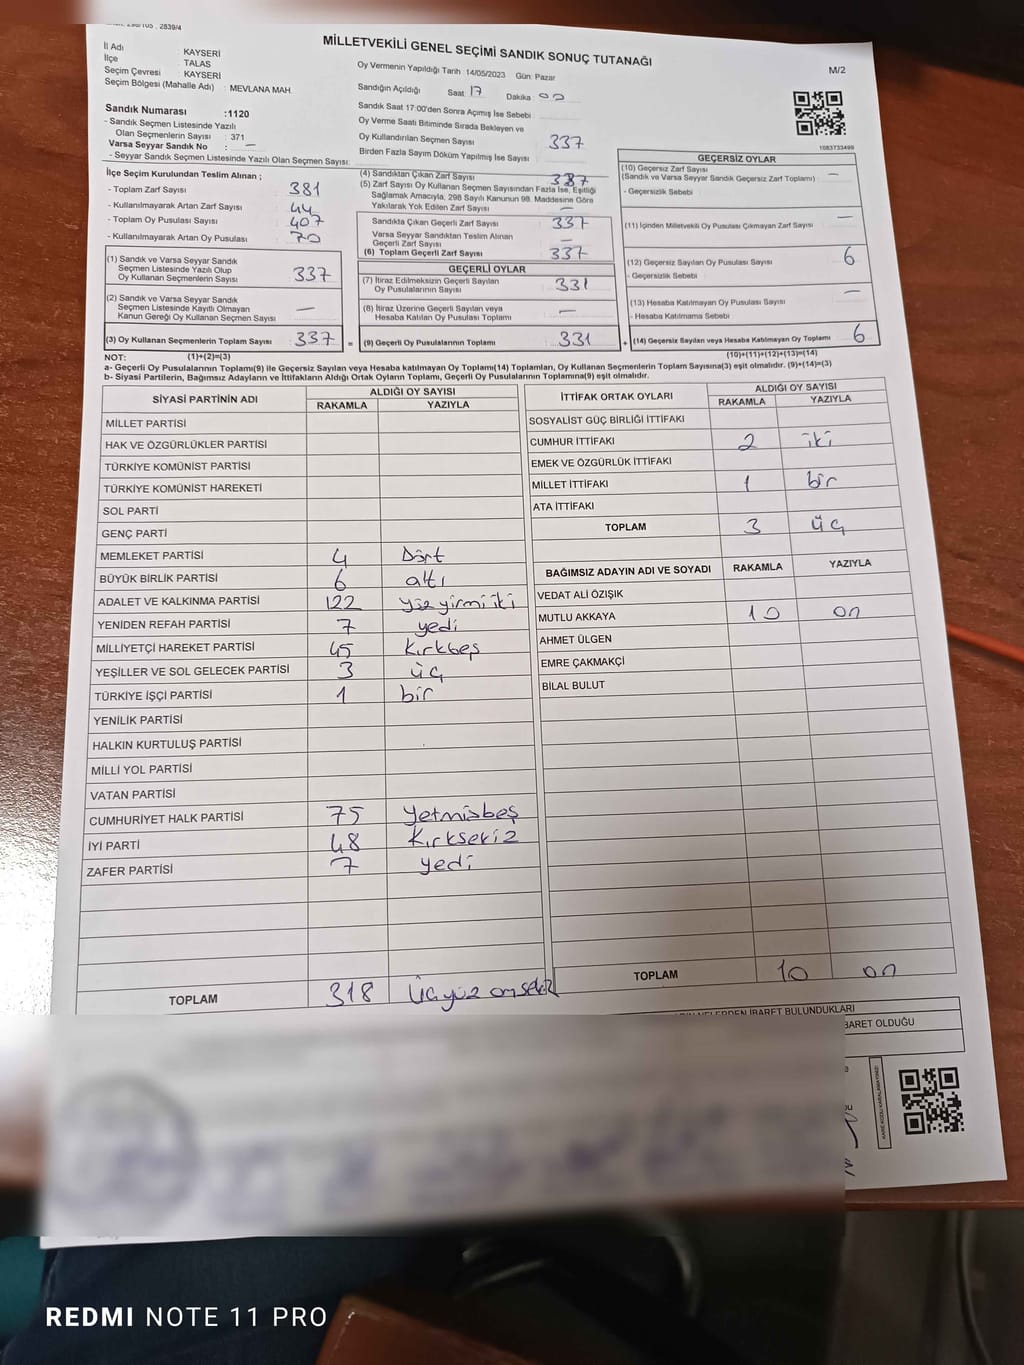 298/105 , 2839/4
MİLLETVEKİLİ GENEL SEÇİMİ SANDIK SONUÇ TUTANAĞI
M/2
İl Adı : KAYSERİ
İlçe : TALAS
Seçim Çevresi : KAYSERİ
Seçim Bölgesi (Mahalle Adı) : MEVLANA MAH.
Oy Vermenin Yapıldığı Tarih 14/05/2023 Gün: Pazar
Sandığın Açıldığı Saat 17 Dakika 00
Sandık Saat 17:00'den Sonra Açımış İse Sebebi
Oy Verme Saati Bitiminde Sırada Bekleyen ve
Oy Kullandırılan Seçmen Sayısı 337
Birden Fazla Sayım Döküm Yapılmış İse Sayısı
Sandık Numarası :1120
- Sandık Seçmen Listesinde Yazılı
Olan Seçmenlerin Sayısı : 371
Varsa Seyyar Sandık No : —
- Seyyar Sandık Seçmen Listesinde Yazılı Olan Seçmen Sayısı:
1083733499
İlçe Seçim Kurulundan Teslim Alınan ;
- Toplam Zarf Sayısı 381
- Kullanılmayarak Artan Zarf Sayısı 44
- Toplam Oy Pusulası Sayısı 407
- Kullanılmayarak Artan Oy Pusulası 70
(1) Sandık ve Varsa Seyyar Sandık
Seçmen Listesinde Yazılı Olup
Oy Kullanan Seçmenlerin Sayısı 337
(2) Sandık ve Varsa Seyyar Sandık
Seçmen Listesinde Kayıtlı Olmayan
Kanun Gereği Oy Kullanan Seçmen Sayısı —
(3) Oy Kullanan Seçmenlerin Toplam Sayısı 337 =
(4) Sandıktan Çıkan Zarf Sayısı 337
(5) Zarf Sayısı Oy Kullanan Seçmen Sayısından Fazla İse, Eşitliği
Sağlamak Amacıyla, 298 Sayılı Kanunun 98. Maddesine Göre
Yakılarak Yok Edilen Zarf Sayısı —
Sandıkta Çıkan Geçerli Zarf Sayısı 337
Varsa Seyyar Sandıktan Teslim Alınan
Geçerli Zarf Sayısı —
(6) Toplam Geçerli Zarf Sayısı 337
GEÇERLİ OYLAR
(7) İtiraz Edilmeksizin Geçerli Sayılan
Oy Pusulalarının Sayısı 331
(8) İtiraz Üzerine Geçerli Sayılan veya
Hesaba Katılan Oy Pusulası Toplamı —
(9) Geçerli Oy Pusulalarının Toplamı 331 +
GEÇERSİZ OYLAR
(10) Geçersiz Zarf Sayısı
(Sandık ve Varsa Seyyar Sandık Geçersiz Zarf Toplamı) —
- Geçersizlik Sebebi
(11) İçinden Milletvekili Oy Pusulası Çıkmayan Zarf Sayısı —
(12) Geçersiz Sayılan Oy Pusulası Sayısı 6
- Geçersizlik Sebebi
(13) Hesaba Katılmayan Oy Pusulası Sayısı —
- Hesaba Katılmama Sebebi
(14) Geçersiz Sayılan veya Hesaba Katılmayan Oy Toplamı 6
NOT: (1)+(2)=(3) (10)+(11)+(12)+(13)=(14)
a- Geçerli Oy Pusulalarının Toplamı(9) ile Geçersiz Sayılan veya Hesaba katılmayan Oy Toplamı(14) Toplamları, Oy Kullanan Seçmenlerin Toplam Sayısına(3) eşit olmalıdır. (9)+(14)=(3)
b- Siyasi Partilerin, Bağımsız Adayların ve İttifakların Aldığı Ortak Oyların Toplamı, Geçerli Oy Pusulalarının Toplamına(9) eşit olmalıdır.
SİYASİ PARTİNİN ADI ALDIĞI OY SAYISI
RAKAMLA YAZIYLA
MİLLET PARTİSİ
HAK VE ÖZGÜRLÜKLER PARTİSİ
TÜRKİYE KOMÜNİST PARTİSİ
TÜRKİYE KOMÜNİST HAREKETİ
SOL PARTİ
GENÇ PARTİ
MEMLEKET PARTİSİ 4 Dört
BÜYÜK BİRLİK PARTİSİ 6 altı
ADALET VE KALKINMA PARTİSİ 122 yüz yirmi iki
YENİDEN REFAH PARTİSİ 7 yedi
MİLLİYETÇİ HAREKET PARTİSİ 45 kırkbeş
YEŞİLLER VE SOL GELECEK PARTİSİ 3 üç
TÜRKİYE İŞÇİ PARTİSİ 1 bir
YENİLİK PARTİSİ
HALKIN KURTULUŞ PARTİSİ
MİLLİ YOL PARTİSİ
VATAN PARTİSİ
CUMHURİYET HALK PARTİSİ 75 yetmisbeş
İYİ PARTİ 48 Kırksekiz
ZAFER PARTİSİ 7 yedi
TOPLAM 318 Üçyüz onsekiz
İTTİFAK ORTAK OYLARI ALDIĞI OY SAYISI
RAKAMLA YAZIYLA
SOSYALİST GÜÇ BİRLİĞİ İTTİFAKI
CUMHUR İTTİFAKI 2 iki
EMEK VE ÖZGÜRLÜK İTTİFAKI
MİLLET İTTİFAKI 1 bir
ATA İTTİFAKI
TOPLAM 3 üç
BAĞIMSIZ ADAYIN ADI VE SOYADI RAKAMLA YAZIYLA
VEDAT ALİ ÖZIŞIK
MUTLU AKKAYA 10 on
AHMET ÜLGEN
EMRE ÇAKMAKÇİ
BİLAL BULUT
TOPLAM 10 on
NELERDEN İBARET BULUNDUKLARI
BARET OLDUĞU
REDMI NOTE 11 PRO